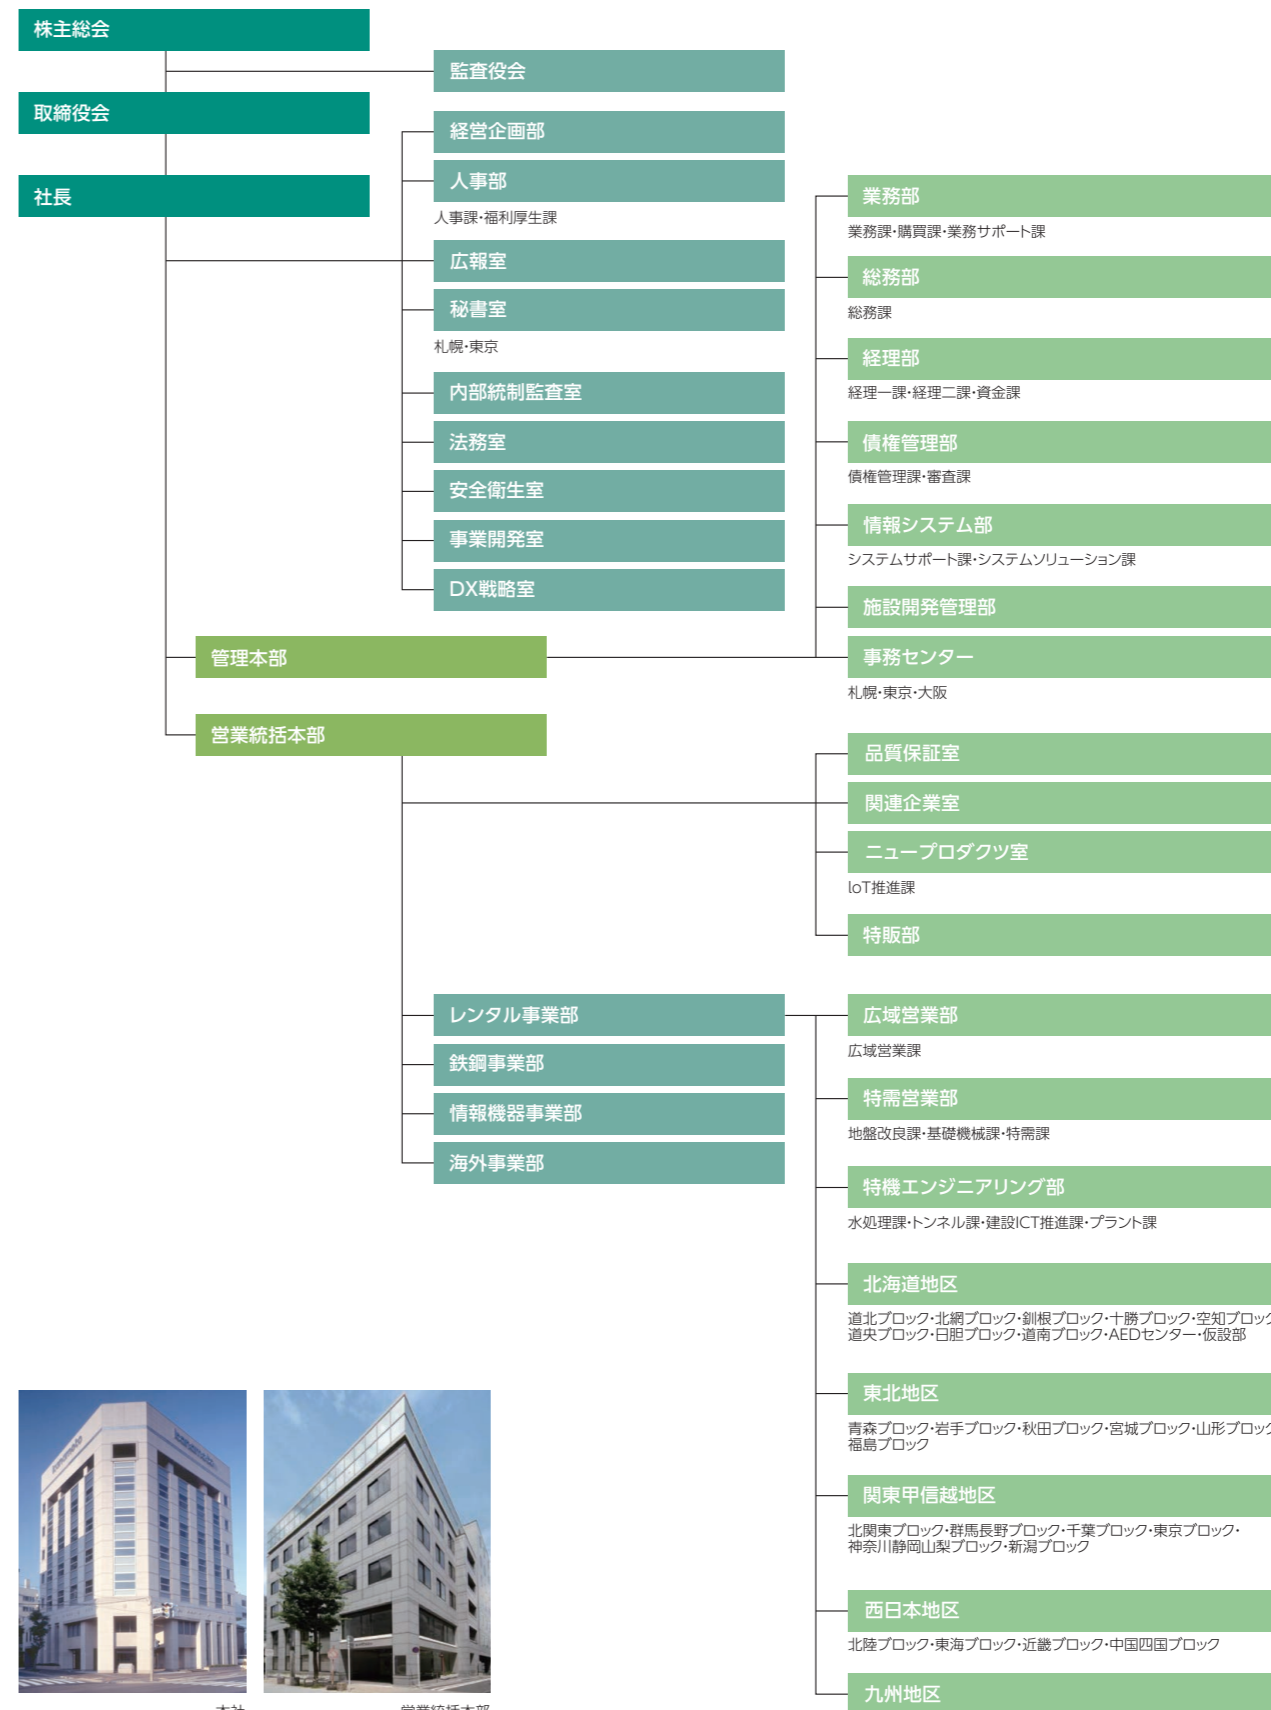 株主総会
監査役会
取締役会
経営企画部
人事部
人事課・福利厚生課
社長
広報室
秘書室
札幌・東京
内部統制監査室
法務室
安全衛生室
事業開発室
DX戦略室
管理本部
業務部
業務課・購買課・業務サポート課
総務部
総務課
経理部
経理一課・経理二課・資金課
債権管理部
債権管理課・審査課
情報システム部
システムサポート課・システムソリューション課
施設開発管理部
事務センター
札幌・東京・大阪
営業統括本部
品質保証室
関連企業室
ニュープロダクツ室
IoT推進課
特販部
レンタル事業部
鉄鋼事業部
情報機器事業部
海外事業部
広域営業部
広域営業課
特需営業部
地盤改良課・基礎機械課・特需課
特機エンジニアリング部
水処理課・トンネル課・建設ICT推進課・プラント課
北海道地区
道北ブロック・北網ブロック・釧根ブロック・十勝ブロック・空知ブロック
道央ブロック・日胆ブロック・道南ブロック・AEDセンター・仮設部
東北地区
青森ブロック・岩手ブロック・秋田ブロック・宮城ブロック・山形ブロック
福島ブロック
関東甲信越地区
北関東ブロック・群馬長野ブロック・千葉ブロック・東京ブロック・
神奈川静岡山梨ブロック・新潟ブロック
西日本地区
北陸ブロック・東海ブロック・近畿ブロック・中国四国ブロック
九州地区
本社
営業統括本部